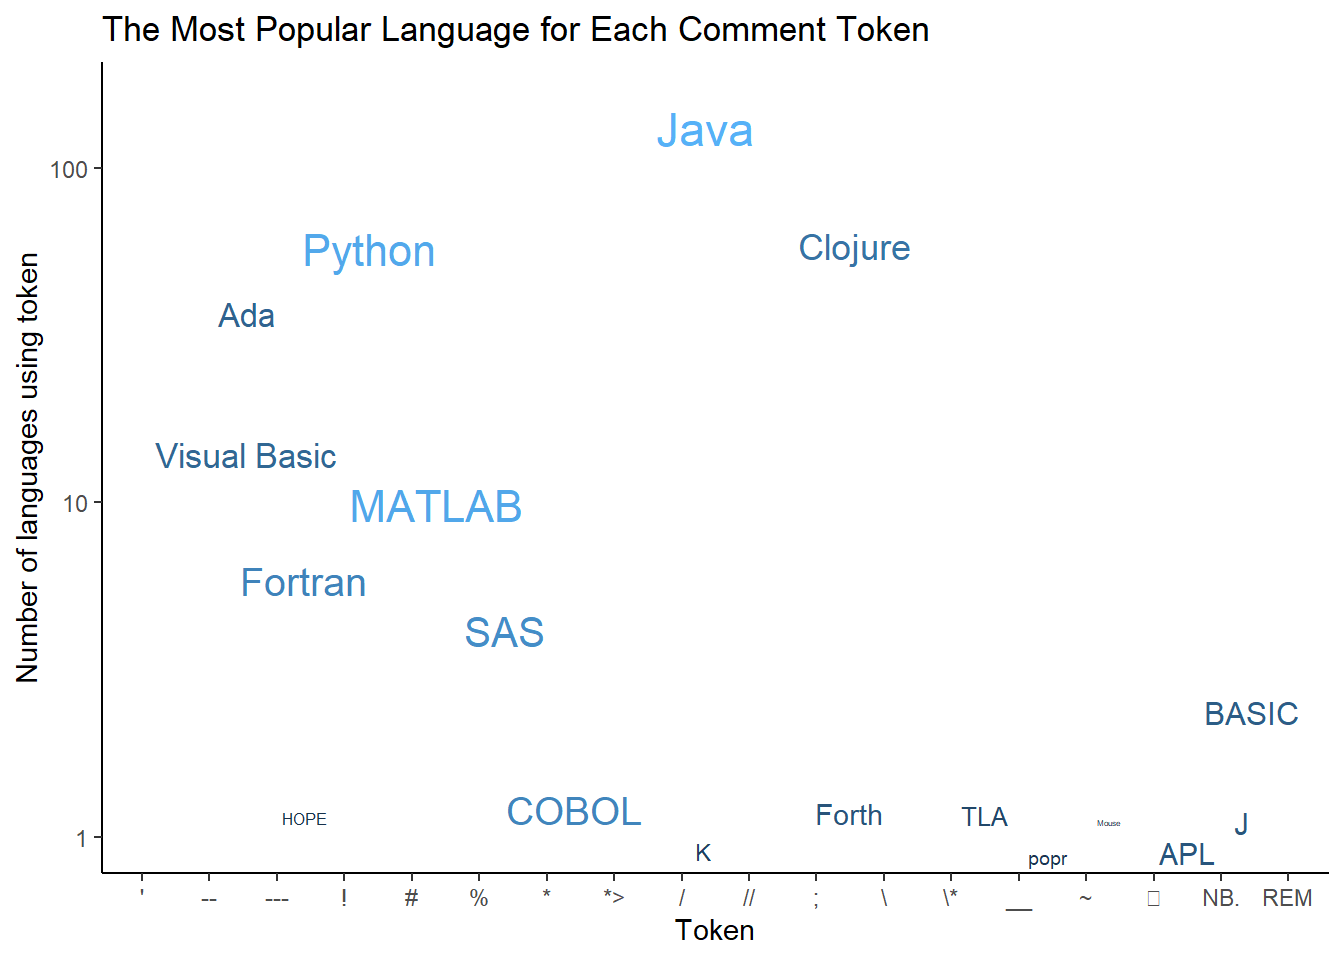 The Most Popular Language for Each Comment Token
Number of languages using token
100
10
1
Java
Python
Clojure
Ada
Visual Basic
MATLAB
Fortran
SAS
BASIC
COBOL
HOPE
Forth
TLA
Mouse
J
K
popr
APL
' -- --- ! # % * *> / // ; \ \* __ ~ NB. REM
Token